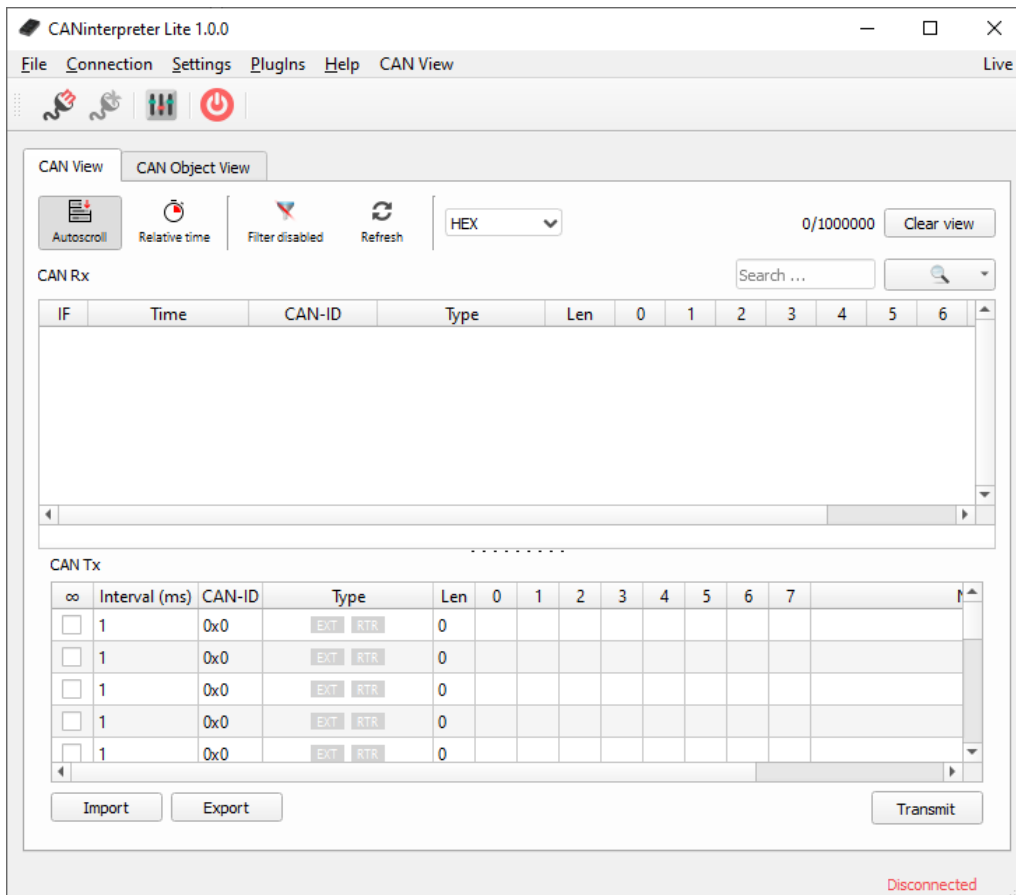 CANinterpreter Lite 1.0.0
File Connection Settings PlugIns Help CAN View Live
CAN View CAN Object View
Autoscroll Relative time Filter disabled Refresh HEX 0/1000000 Clear view
CAN Rx Search ...
IF Time CAN-ID Type Len 0 1 2 3 4 5 6
CAN Tx
∞ Interval (ms) CAN-ID Type Len 0 1 2 3 4 5 6 7
1 0x0 EXT RTR 0
1 0x0 EXT RTR 0
1 0x0 EXT RTR 0
1 0x0 EXT RTR 0
1 0x0 EXT RTR 0
Import Export Transmit
Disconnected